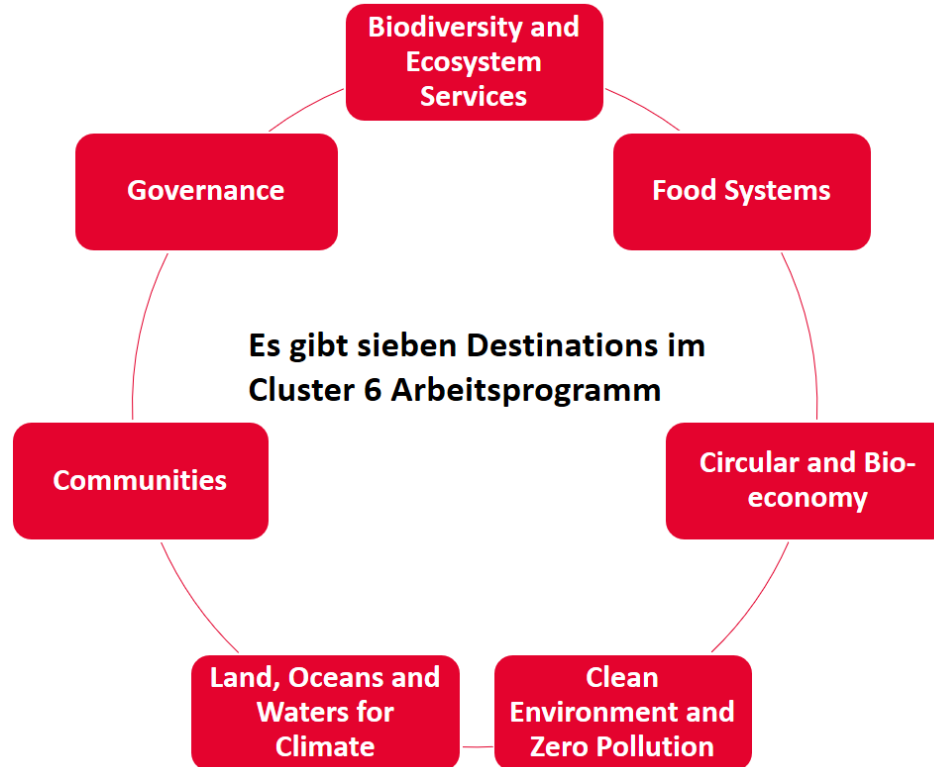 Biodiversity and
Ecosystem
Services
Governance
Food Systems
Es gibt sieben Destinations im
Cluster 6 Arbeitsprogramm
Communities
Circular and Bio-
economy
Land, Oceans and
Waters for
Climate
Clean
Environment and
Zero Pollution